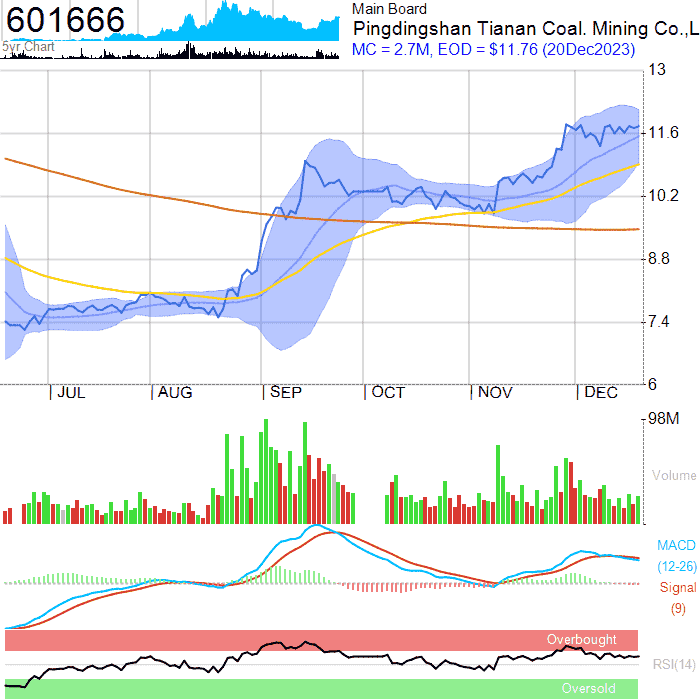 601666
5yr Chart
Main Board
Pingdingshan Tianan Coal. Mining Co.,L
MC = 2.7M, EOD = $11.76 (20Dec2023)
13
11.6
10.2
8.8
7.4
6
JUL AUG SEP OCT NOV DEC
98M
Volume
MACD
(12-26)
Signal
(9)
Overbought
RSI(14)
Oversold